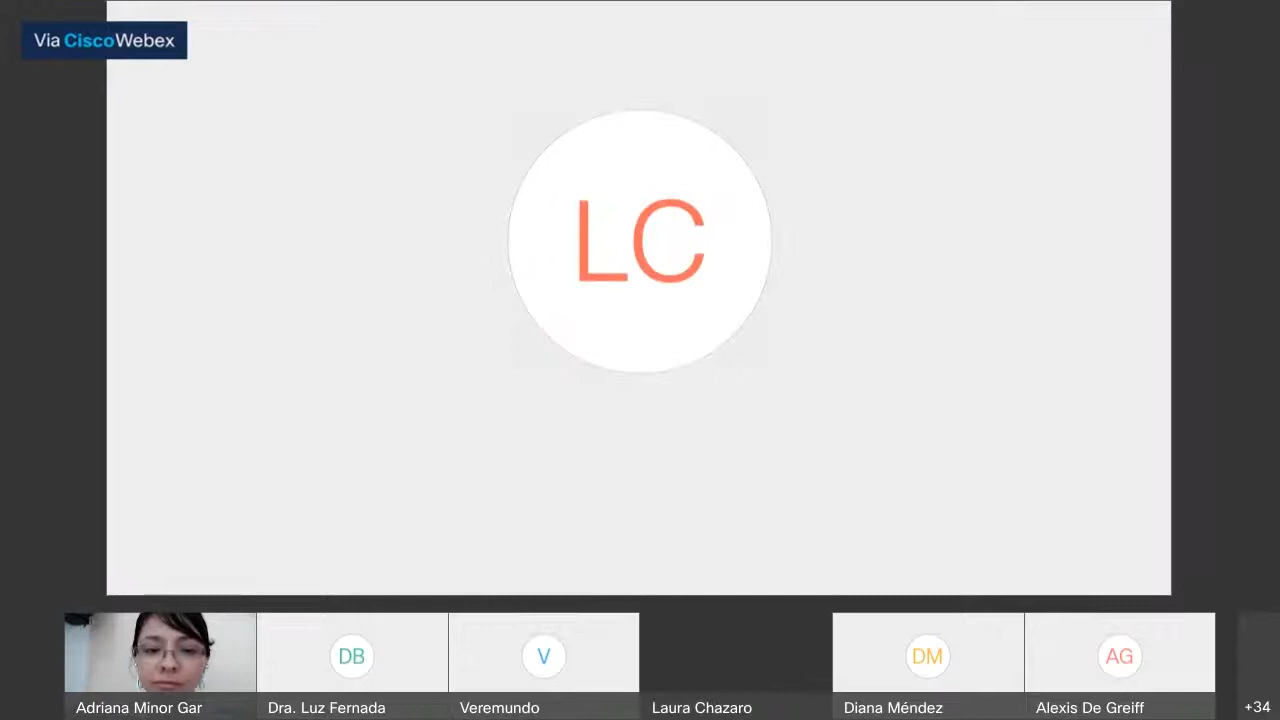 Via CiscoWebex
LC
DB
V
DM
AG
Adriana Minor Gar
Dra. Luz Fernada
Veremundo
Laura Chazaro
Diana Méndez
Alexis De Greiff
+34